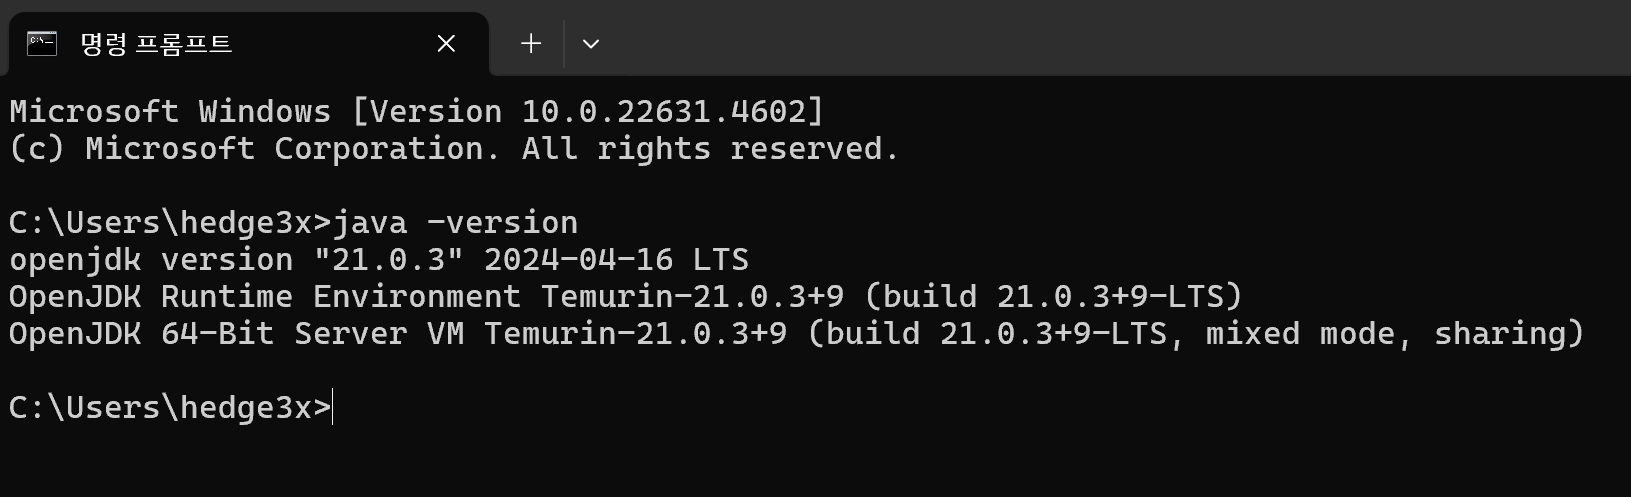 명령 프롬프트
Microsoft Windows [Version 10.0.22631.4602]
(c) Microsoft Corporation. All rights reserved.
C:\Users\hedge3x>java -version
openjdk version "21.0.3" 2024-04-16 LTS
OpenJDK Runtime Environment Temurin-21.0.3+9 (build 21.0.3+9-LTS)
OpenJDK 64-Bit Server VM Temurin-21.0.3+9 (build 21.0.3+9-LTS, mixed mode, sharing)
C:\Users\hedge3x>